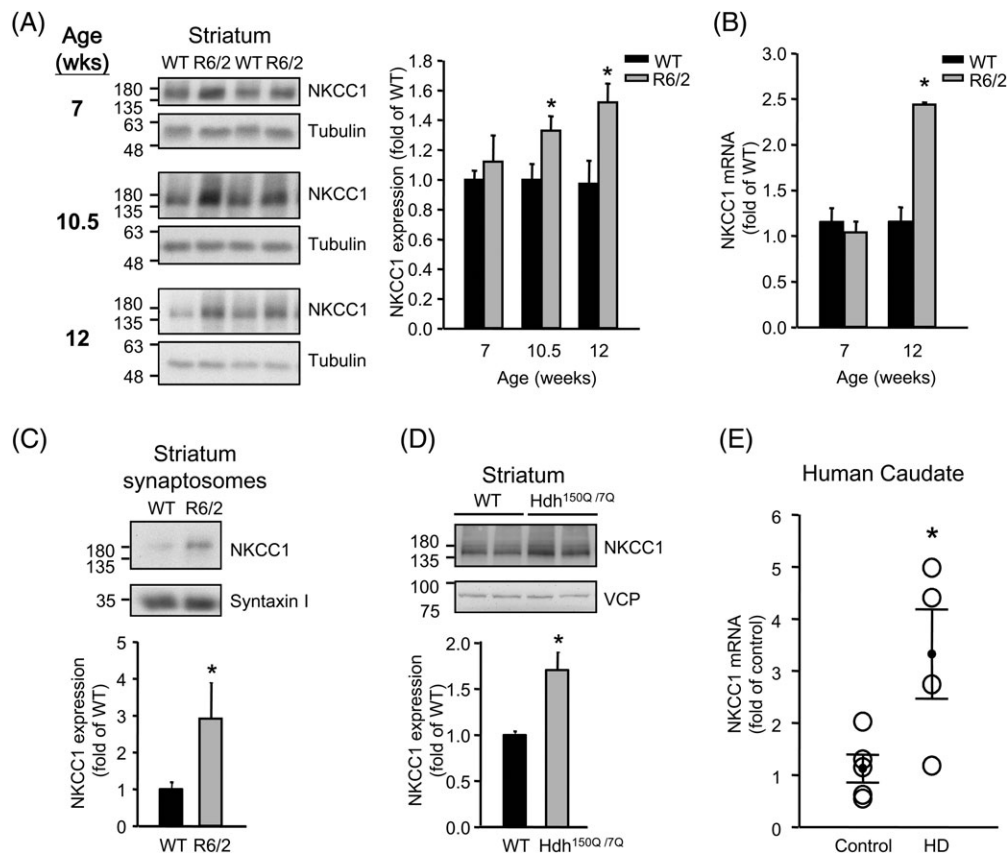 (A)
Age
(wks)
Striatum
WT R6/2 WT R6/2
7
180
135
NKCC1
63
48
Tubulin
10.5
180
135
NKCC1
63
48
Tubulin
12
180
135
NKCC1
63
48
Tubulin
NKCC1 expression (fold of WT)
1.8
1.6
1.4
1.2
1.0
0.8
0.6
0.4
0.2
0.0
WT
R6/2
*
*
7 10.5 12
Age (weeks)
(B)
NKCC1 mRNA
(fold of WT)
3.0
2.5
2.0
1.5
1.0
0.5
0.0
WT
R6/2
*
7 12
Age (weeks)
(C)
Striatum
synaptosomes
WT R6/2
180
135
NKCC1
35
Syntaxin I
NKCC1 expression
(fold of WT)
5
4
3
2
1
0
*
WT R6/2
(D)
Striatum
WT Hdh150Q /7Q
180
135
NKCC1
100
75
VCP
NKCC1 expression
(fold of WT)
2.0
1.5
1.0
0.5
0.0
*
WT Hdh150Q /7Q
(E)
Human Caudate
NKCC1 mRNA
(fold of control)
6
5
4
3
2
1
0
*
Control HD